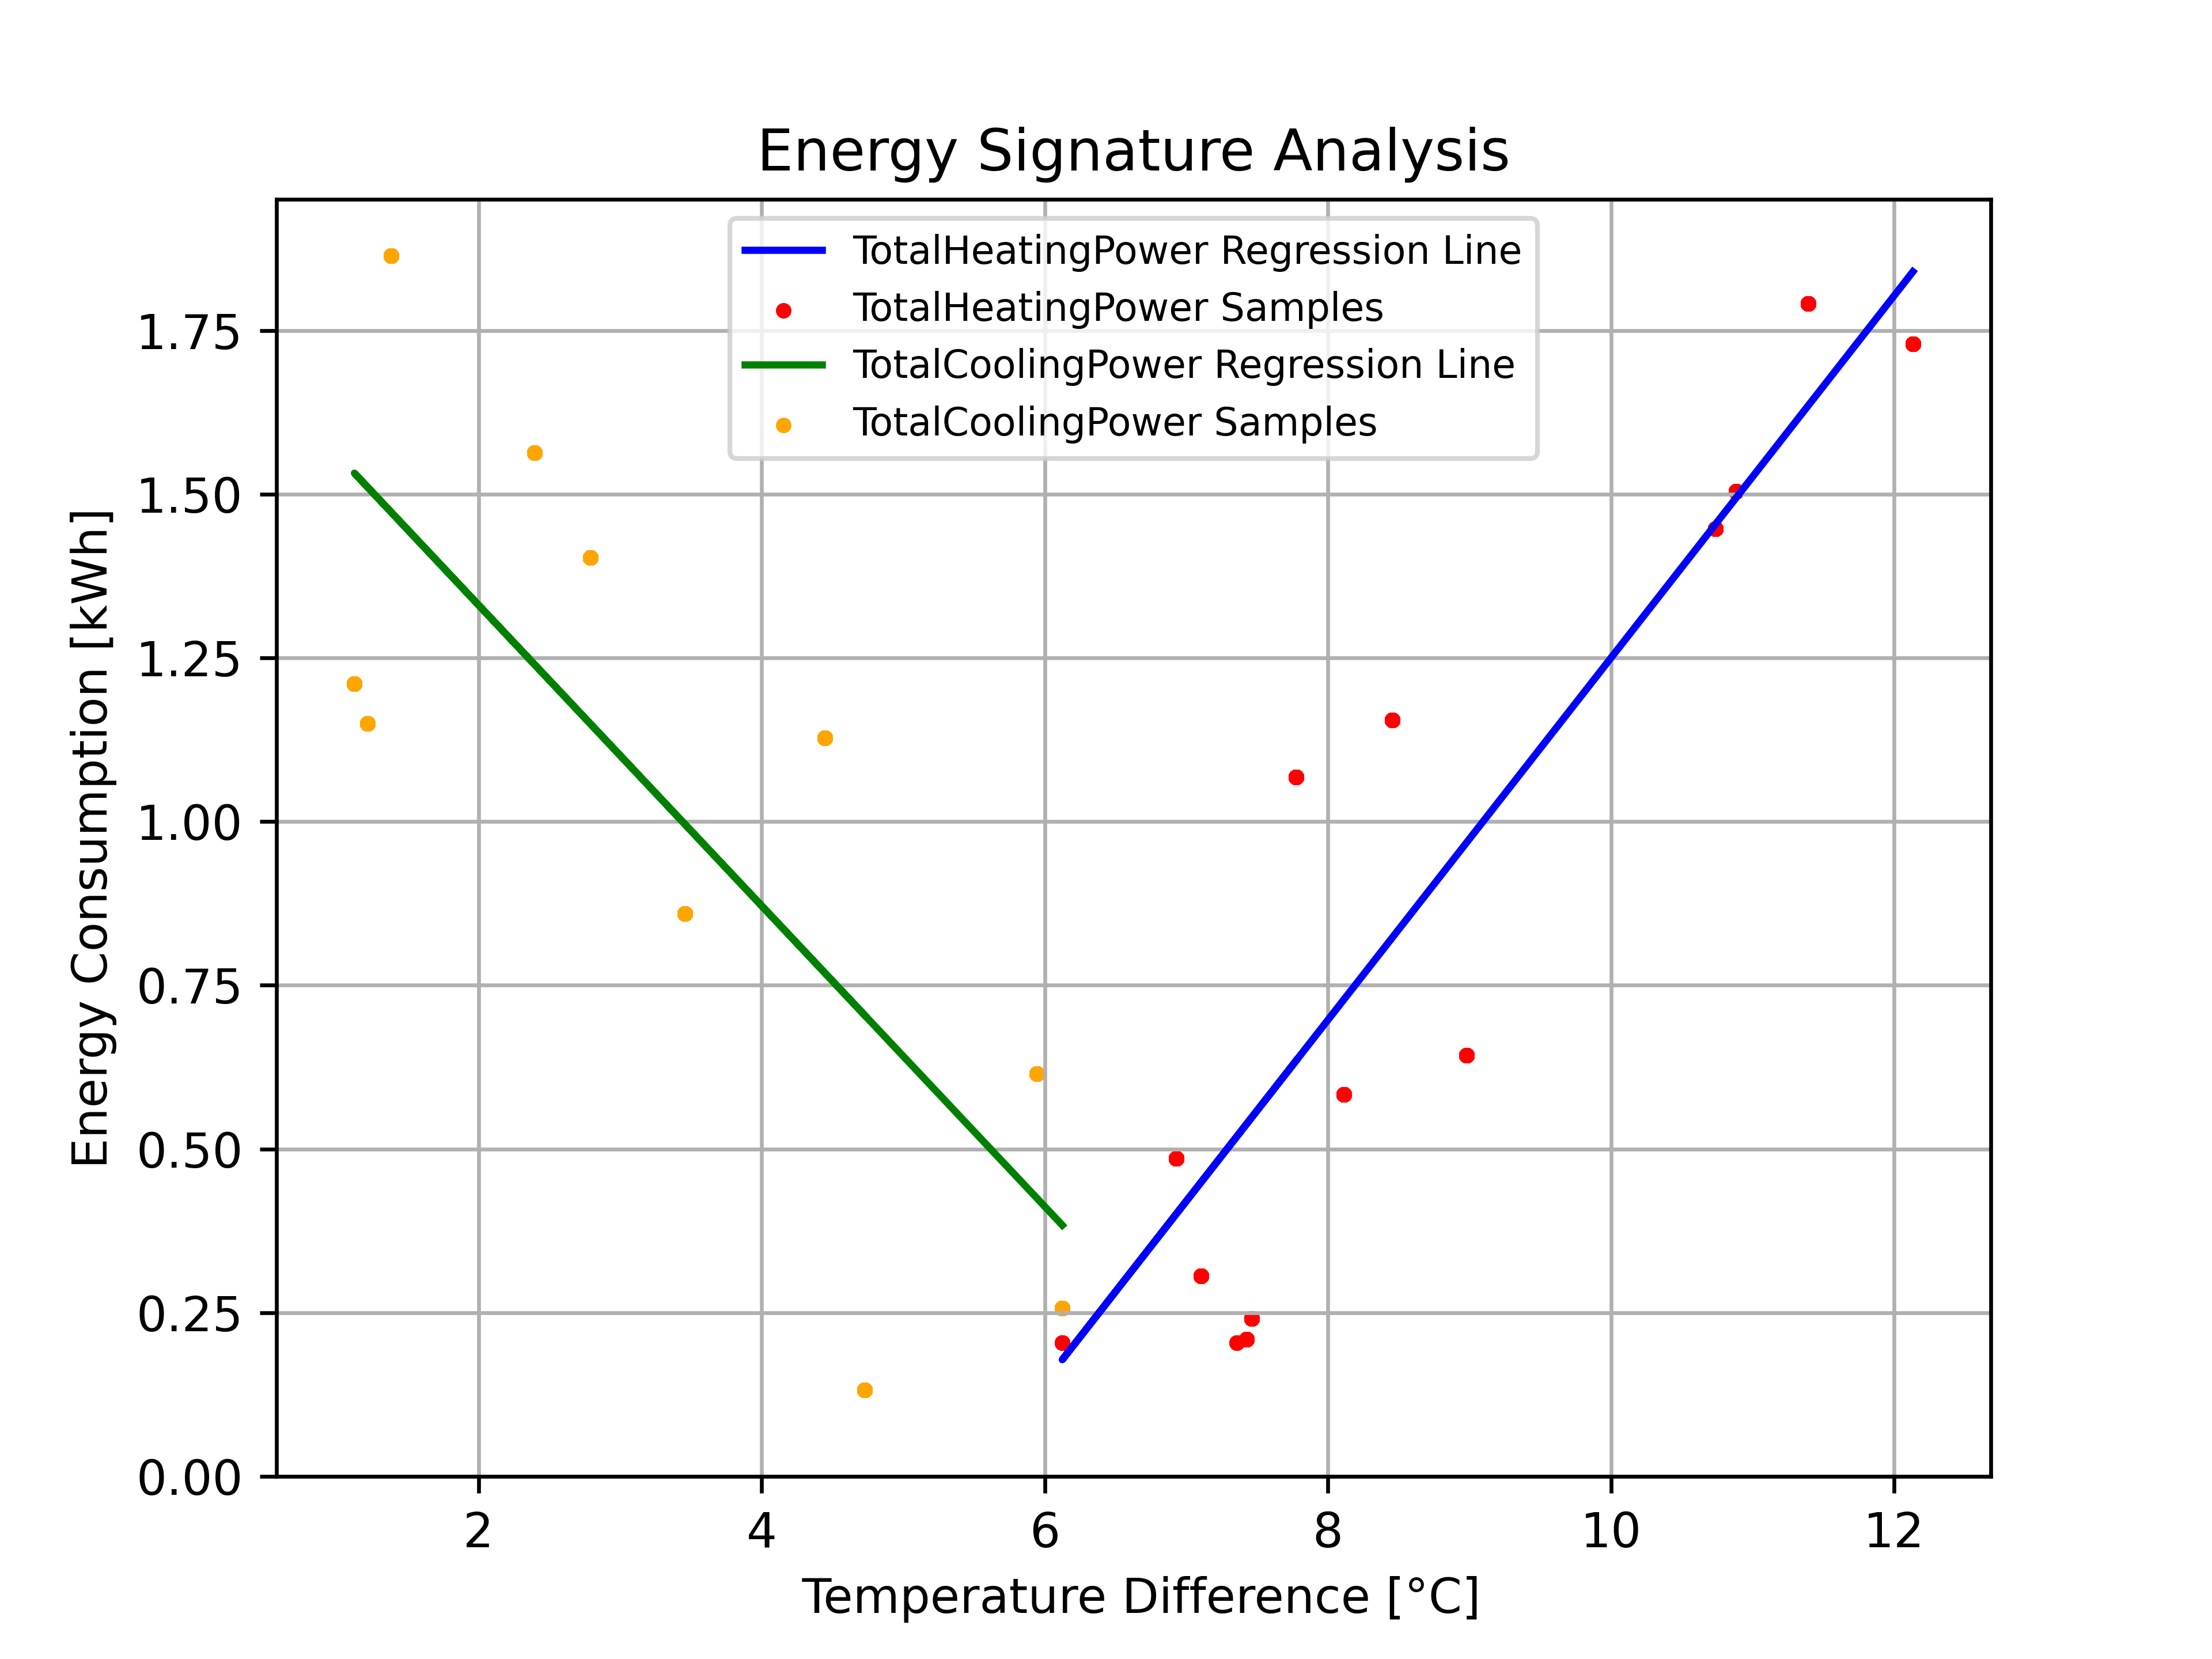 Energy Signature Analysis
TotalHeatingPower Regression Line
TotalHeatingPower Samples
TotalCoolingPower Regression Line
TotalCoolingPower Samples
Energy Consumption [kWh]
1.75
1.50
1.25
1.00
0.75
0.50
0.25
0.00
2 4 6 8 10 12
Temperature Difference [°C]